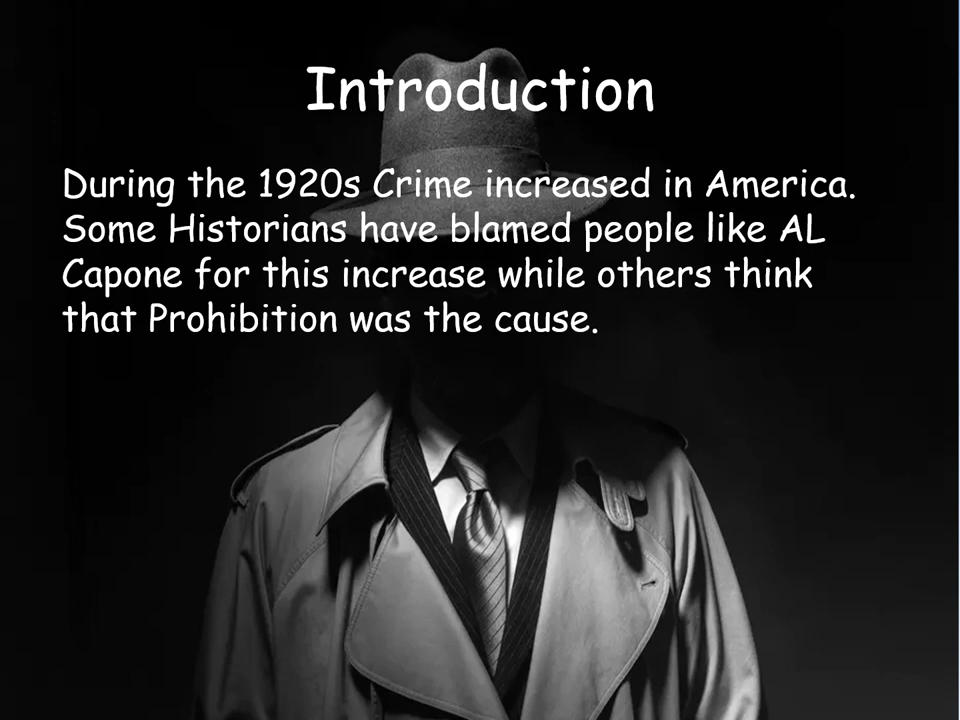 Introduction
During the 1920s Crime increased in America.
Some Historians have blamed people like AL
Capone for this increase while others think
that Prohibition was the cause.